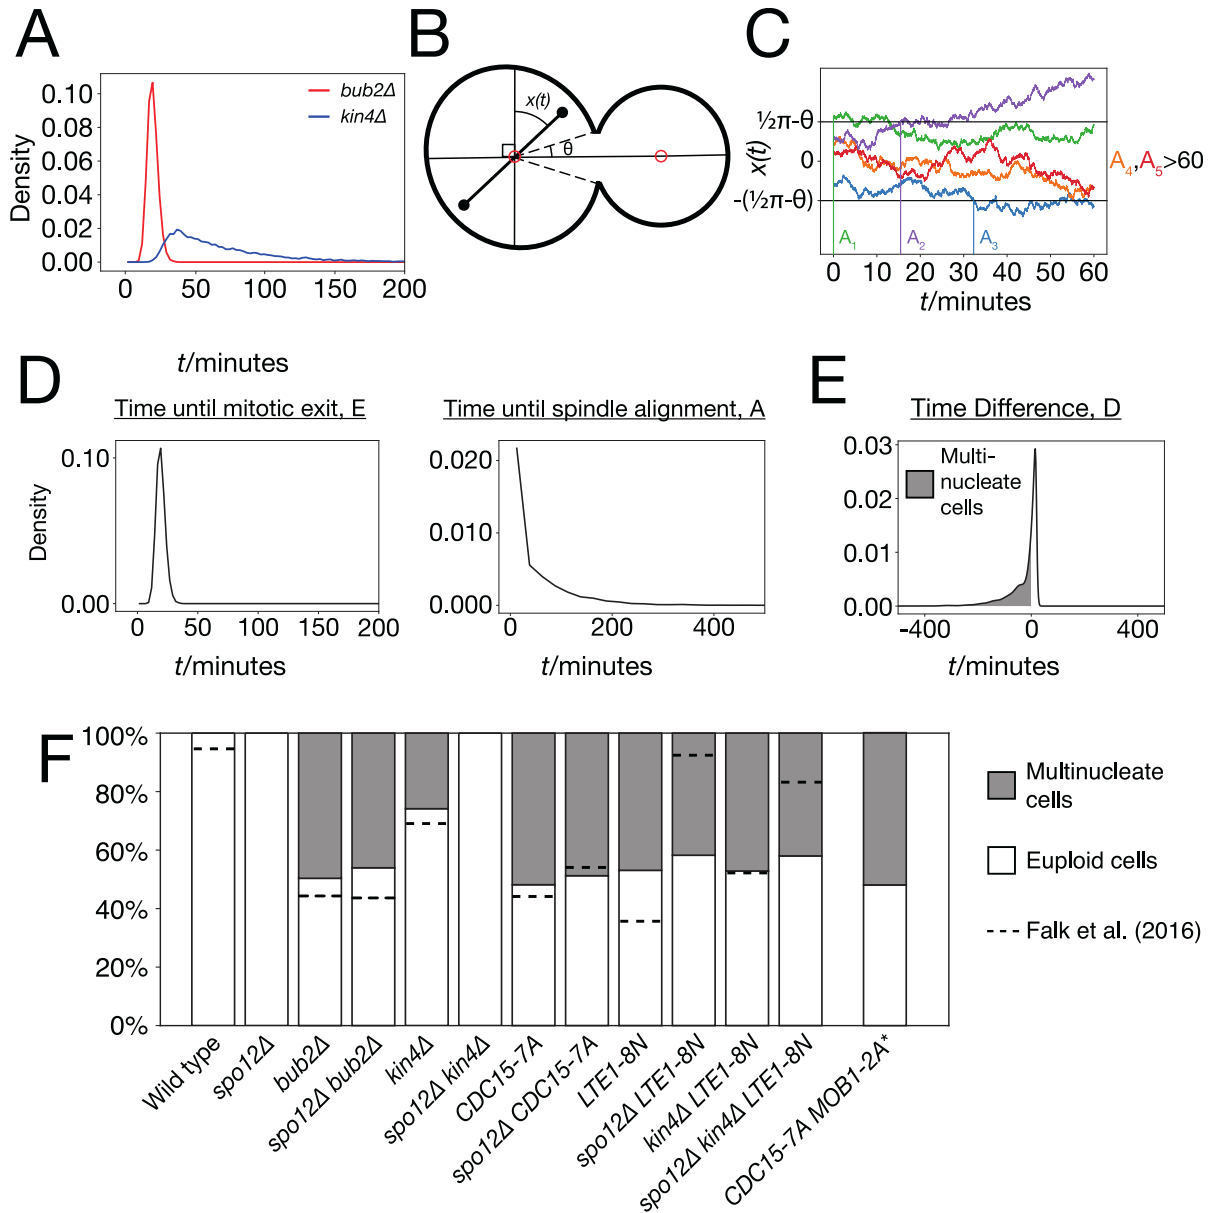 A
0.10
0.08
0.06
0.04
0.02
0.00
Density
bub2Δ
kin4Δ
0 50 100 150 200
t/minutes
B
x(t)
θ
C
½π-θ
0
-(½π-θ)
x(t)
A₁
A₂
A₃
A₄,A₅>60
0 10 20 30 40 50 60
t/minutes
D
Time until mitotic exit, E
0.10
0.00
Density
0 50 100 150 200
t/minutes
Time until spindle alignment, A
0.020
0.010
0.000
0 200 400
t/minutes
E
Time Difference, D
0.03
0.02
0.01
0.00
Multi-
nucleate
cells
-400 0 400
t/minutes
F
100%
80%
60%
40%
20%
0%
Wild type
spo12Δ
bub2Δ
spo12Δ bub2Δ
kin4Δ
spo12Δ kin4Δ
CDC15-7A
spo12Δ CDC15-7A
LTE1-8N
spo12Δ LTE1-8N
kin4Δ LTE1-8N
spo12Δ kin4Δ LTE1-8N
CDC15-7A MOB1-2A*
Multinucleate
cells
Euploid cells
Falk et al. (2016)